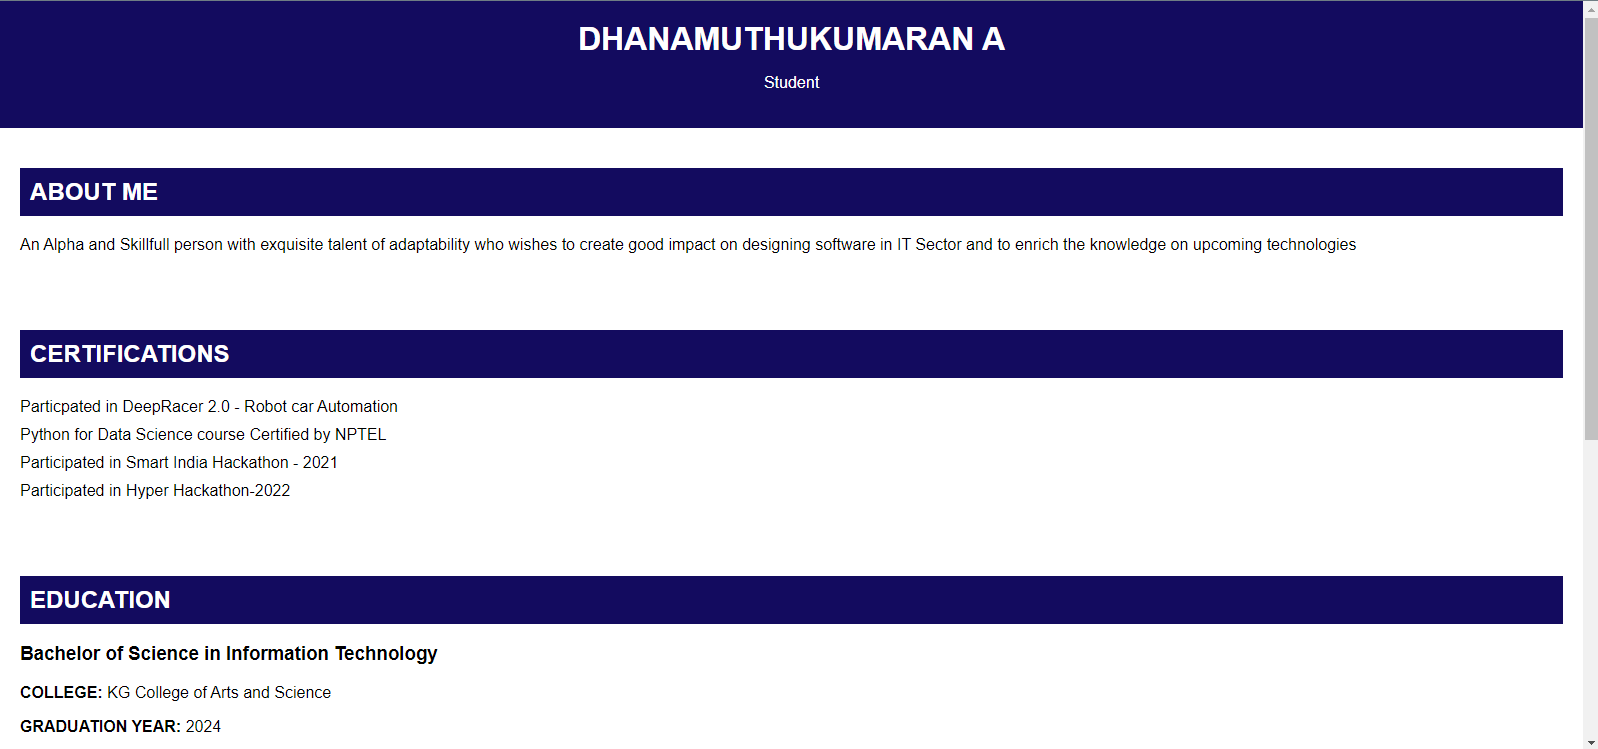 DHANAMUTHUKUMARAN A
Student
ABOUT ME
An Alpha and Skillfull person with exquisite talent of adaptability who wishes to create good impact on designing software in IT Sector and to enrich the knowledge on upcoming technologies
CERTIFICATIONS
Particpated in DeepRacer 2.0 - Robot car Automation
Python for Data Science course Certified by NPTEL
Participated in Smart India Hackathon - 2021
Participated in Hyper Hackathon-2022
EDUCATION
Bachelor of Science in Information Technology
COLLEGE: KG College of Arts and Science
GRADUATION YEAR: 2024